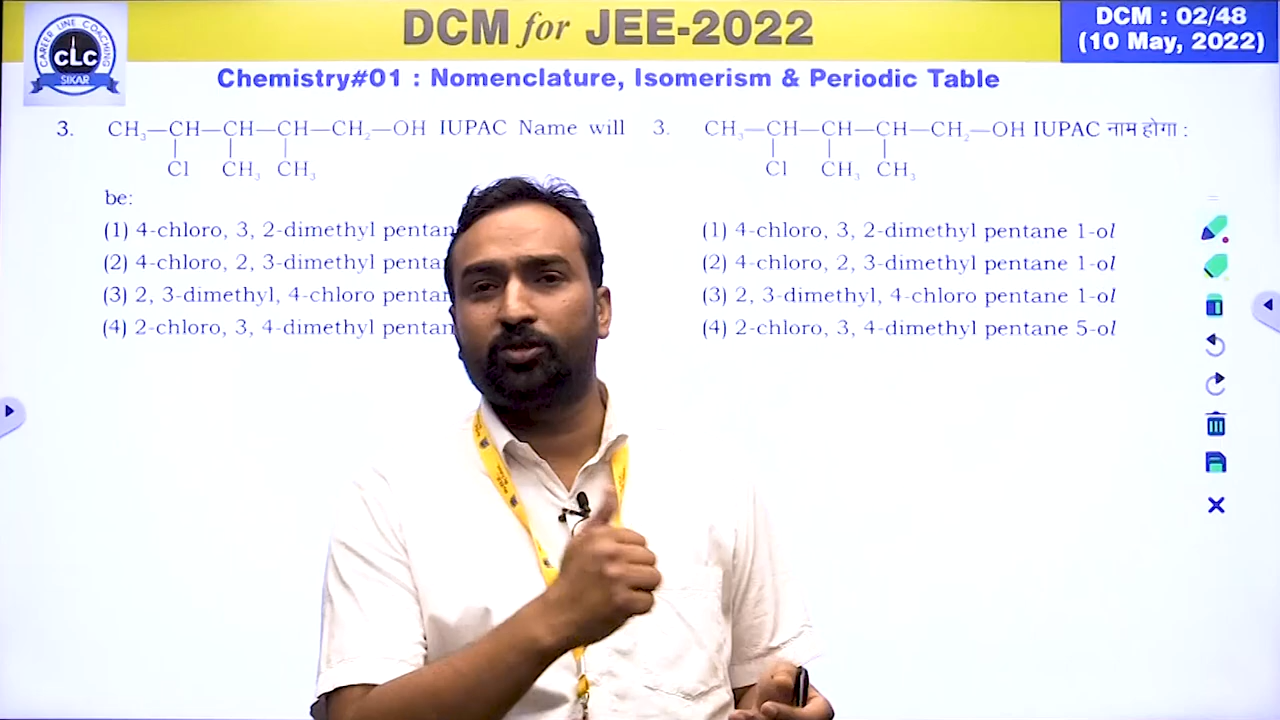 DCM for JEE-2022
DCM : 02/48
(10 May, 2022)
CAREER LINE COACHING
CLC
SIKAR
Chemistry#01 : Nomenclature, Isomerism & Periodic Table
3. CH₃—CH—CH—CH—CH₂—OH IUPAC Name will
Cl CH₃ CH₃
be:
(1) 4-chloro, 3, 2-dimethyl pentan
(2) 4-chloro, 2, 3-dimethyl penta
(3) 2, 3-dimethyl, 4-chloro pentan
(4) 2-chloro, 3, 4-dimethyl pentan
3. CH₃—CH—CH—CH—CH₂—OH IUPAC नाम होगा :
Cl CH₃ CH₃
(1) 4-chloro, 3, 2-dimethyl pentane 1-ol
(2) 4-chloro, 2, 3-dimethyl pentane 1-ol
(3) 2, 3-dimethyl, 4-chloro pentane 1-ol
(4) 2-chloro, 3, 4-dimethyl pentane 5-ol